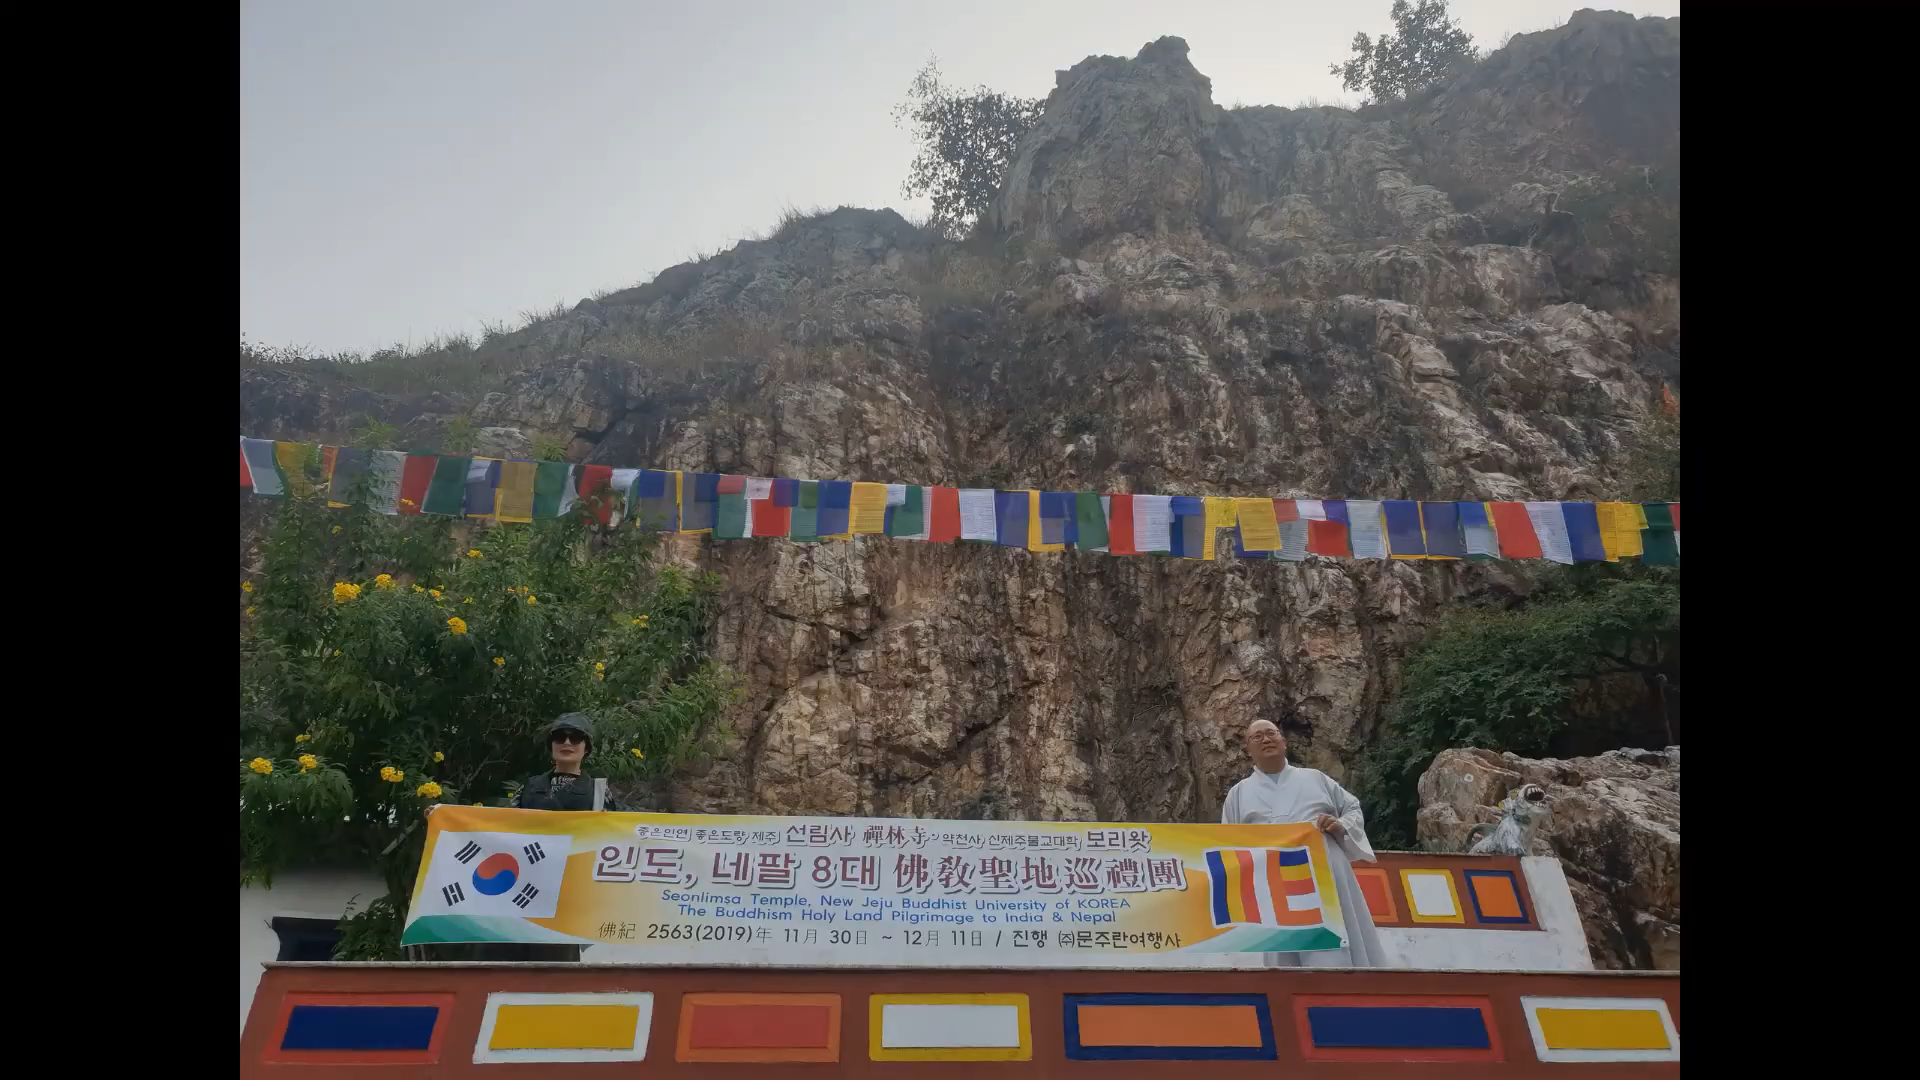 좋은인연 좋은도량 제주 선림사 禪林寺 · 약천사 신제주불교대학 보리왓
인도, 네팔 8대 佛敎聖地巡禮團
Seonlimsa Temple, New Jeju Buddhist University of KOREA
The Buddhism Holy Land Pilgrimage to India & Nepal
佛紀 2563(2019)年 11月 30日 ~ 12月 11日 / 진행 ㈜문주란여행사